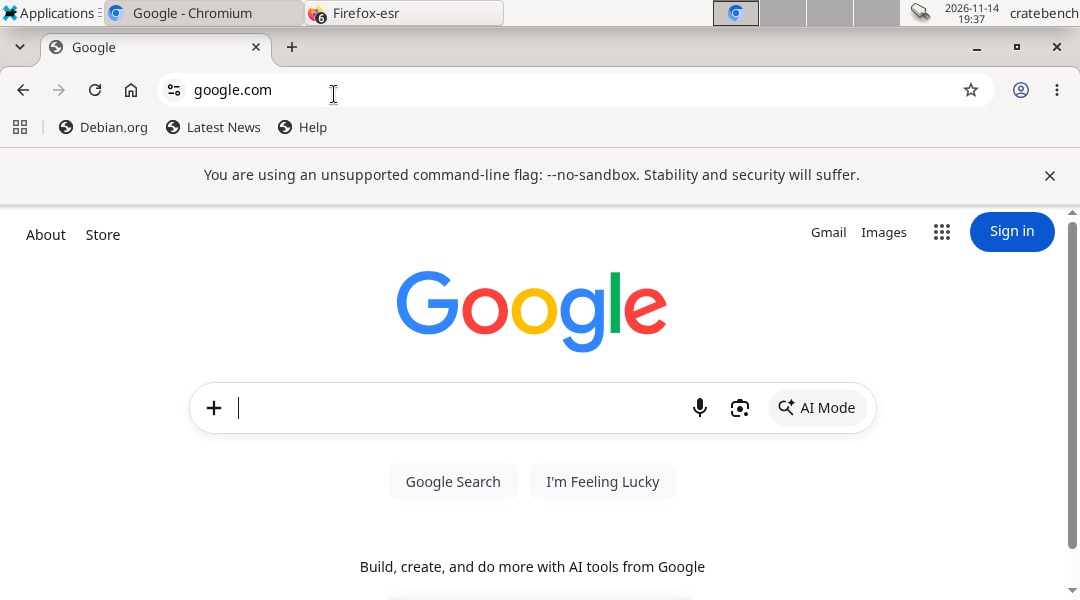 Applications Google - Chromium 6 Firefox-esr 2026-11-14 19:37 cratebench
Google
google.com
Debian.org Latest News Help
You are using an unsupported command-line flag: --no-sandbox. Stability and security will suffer.
About Store Gmail Images Sign in
Google
AI Mode
Google Search I'm Feeling Lucky
Build, create, and do more with AI tools from Google